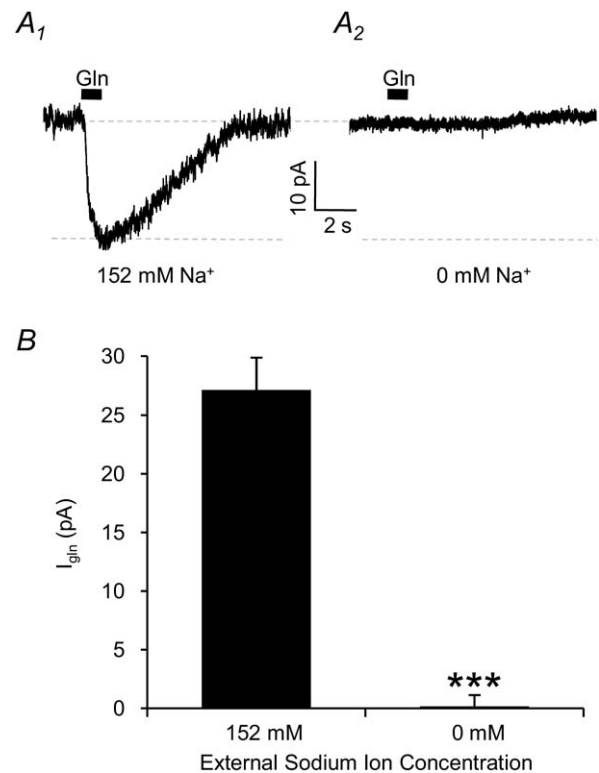 A1
A2
Gln
Gln
10 pA
2 s
152 mM Na⁺
0 mM Na⁺
B
30
25
20
15
10
5
0
Igln (pA)
***
152 mM
0 mM
External Sodium Ion Concentration